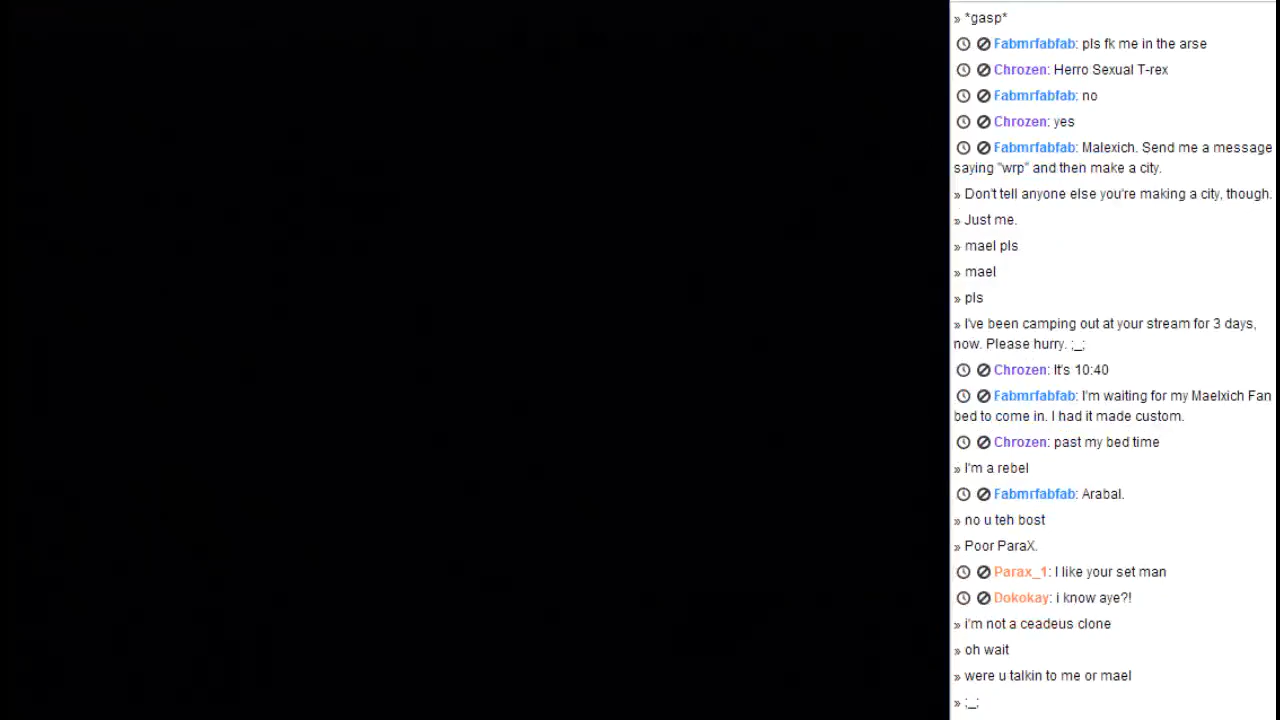 » *gasp*
Fabmrfabfab: pls fk me in the arse
Chrozen: Herro Sexual T-rex
Fabmrfabfab: no
Chrozen: yes
Fabmrfabfab: Malexich. Send me a message
saying "wrp" and then make a city.
» Don't tell anyone else you're making a city, though.
» Just me.
» mael pls
» mael
» pls
» I've been camping out at your stream for 3 days,
now. Please hurry. ;_;
Chrozen: It's 10:40
Fabmrfabfab: I'm waiting for my Maelxich Fan
bed to come in. I had it made custom.
Chrozen: past my bed time
» I'm a rebel
Fabmrfabfab: Arabal.
» no u teh bost
» Poor ParaX.
Parax_1: I like your set man
Dokokay: i know aye?!
» i'm not a ceadeus clone
» oh wait
» were u talkin to me or mael
» ;_;